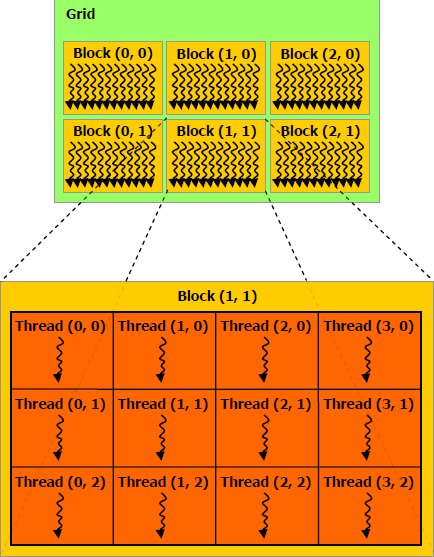 Grid
Block (0, 0) Block (1, 0) Block (2, 0)
Block (0, 1) Block (1, 1) Block (2, 1)
Block (1, 1)
Thread (0, 0) Thread (1, 0) Thread (2, 0) Thread (3, 0)
Thread (0, 1) Thread (1, 1) Thread (2, 1) Thread (3, 1)
Thread (0, 2) Thread (1, 2) Thread (2, 2) Thread (3, 2)